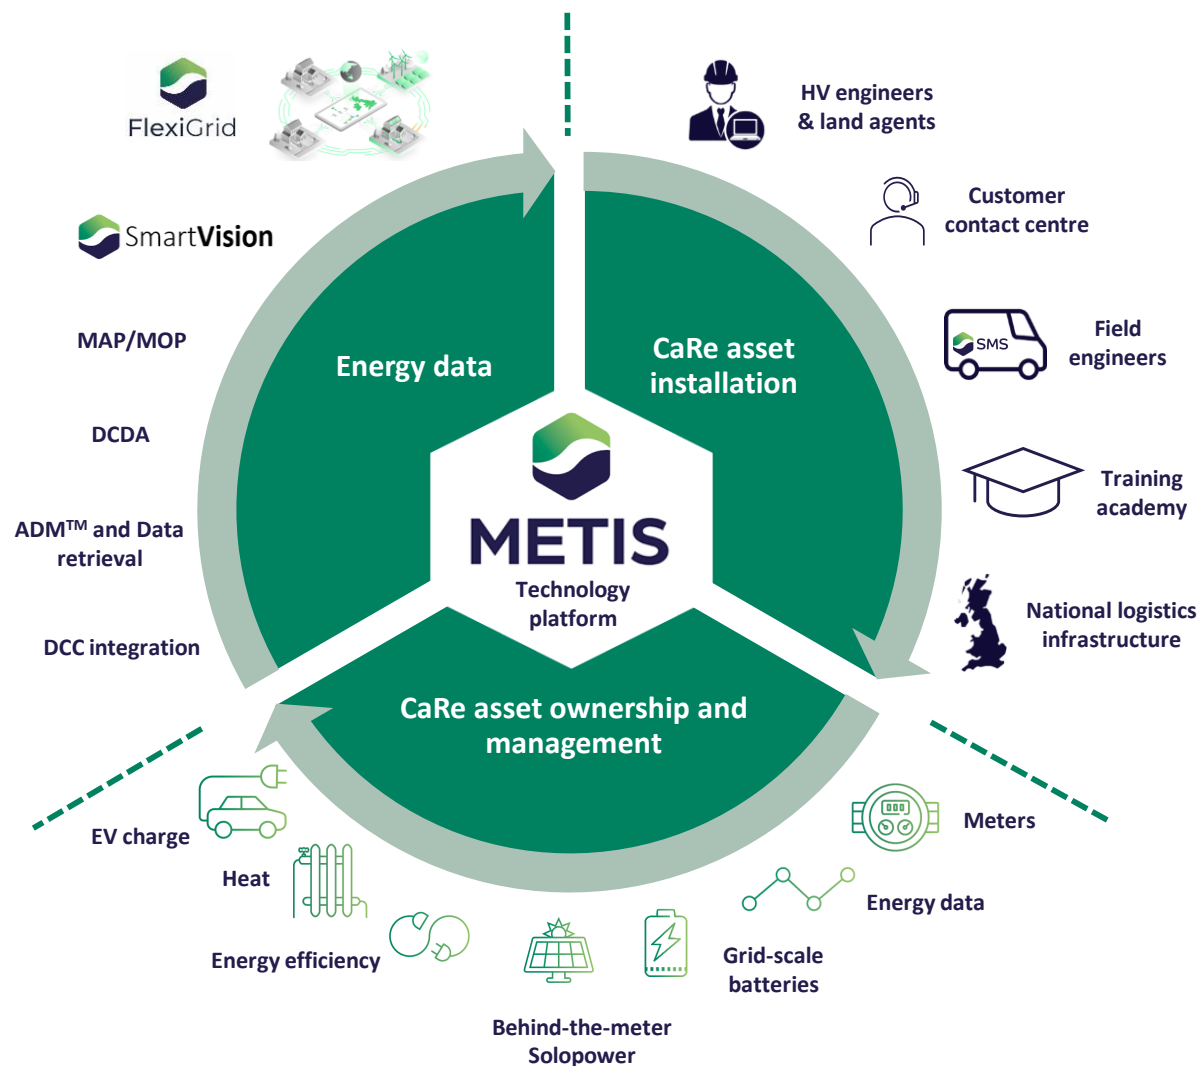 FlexiGrid
HV engineers
& land agents
Customer
contact centre
SmartVision
MAP/MOP
Field
engineers
SMS
Energy data
CaRe asset
installation
DCDA
Training
academy
ADM™ and Data
retrieval
METIS
Technology
platform
National logistics
infrastructure
DCC integration
CaRe asset ownership and
management
EV charge
Meters
Heat
Energy data
Energy efficiency
Grid-scale
batteries
Behind-the-meter
Solopower